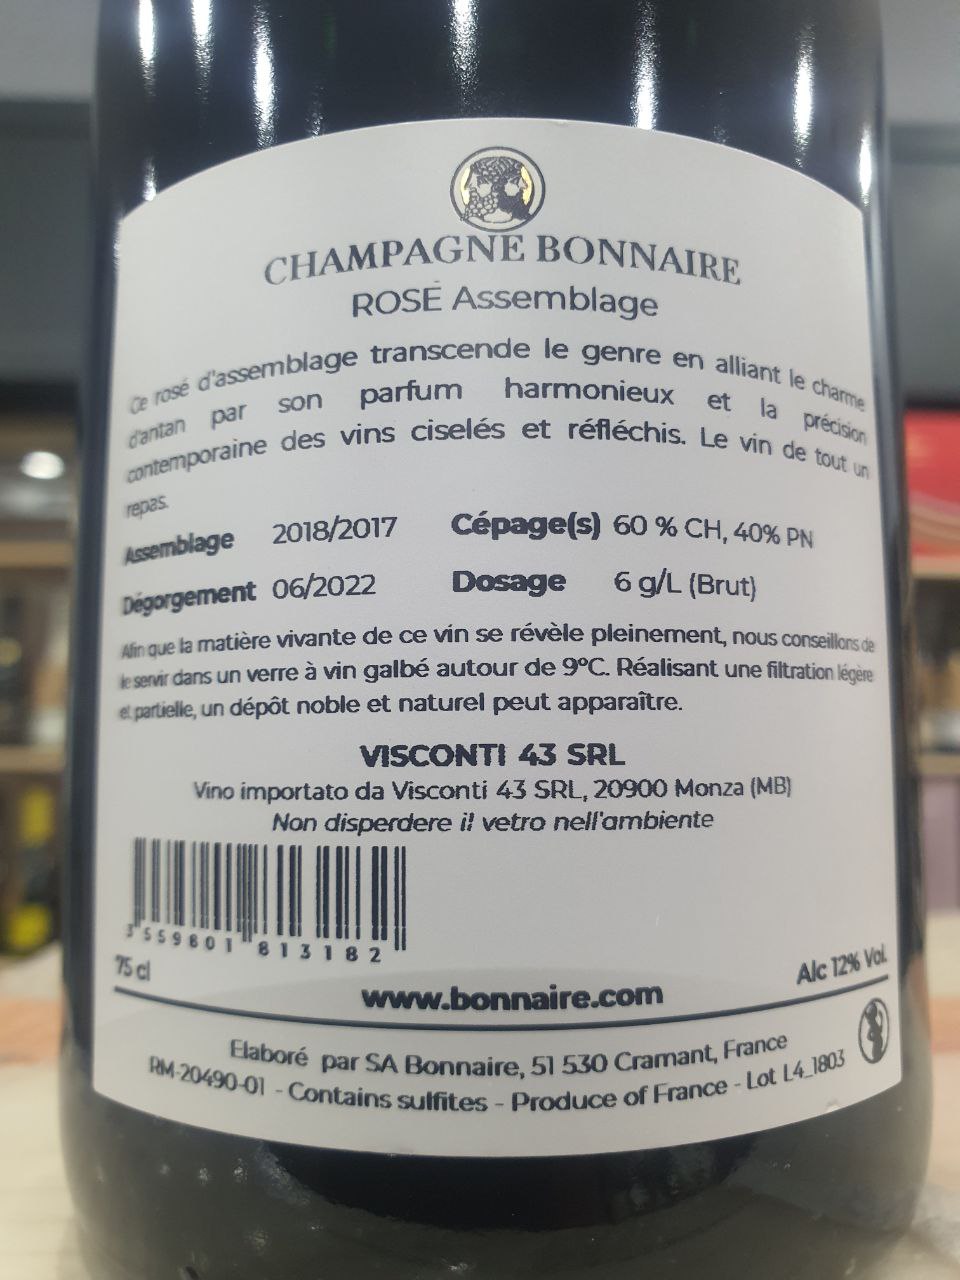 CHAMPAGNE BONNAIRE
ROSÉ Assemblage
Ce rosé d'assemblage transcende le genre en alliant le charme
d'antan par son parfum harmonieux et la précision
contemporaine des vins ciselés et réfléchis. Le vin de tout un
repas.
Assemblage 2018/2017 Cépage(s) 60 % CH, 40% PN
Dégorgement 06/2022 Dosage 6 g/L (Brut)
Afin que la matière vivante de ce vin se révèle pleinement, nous conseillons de
le servir dans un verre à vin galbé autour de 9°C. Réalisant une filtration légère
et partielle, un dépôt noble et naturel peut apparaître.
VISCONTI 43 SRL
Vino importato da Visconti 43 SRL, 20900 Monza (MB)
Non disperdere il vetro nell'ambiente
3 559801 813182
75 cl
Alc 12% Vol.
www.bonnaire.com
Elaboré par SA Bonnaire, 51 530 Cramant, France
RM-20490-01 - Contains sulfites - Produce of France - Lot L4_1803